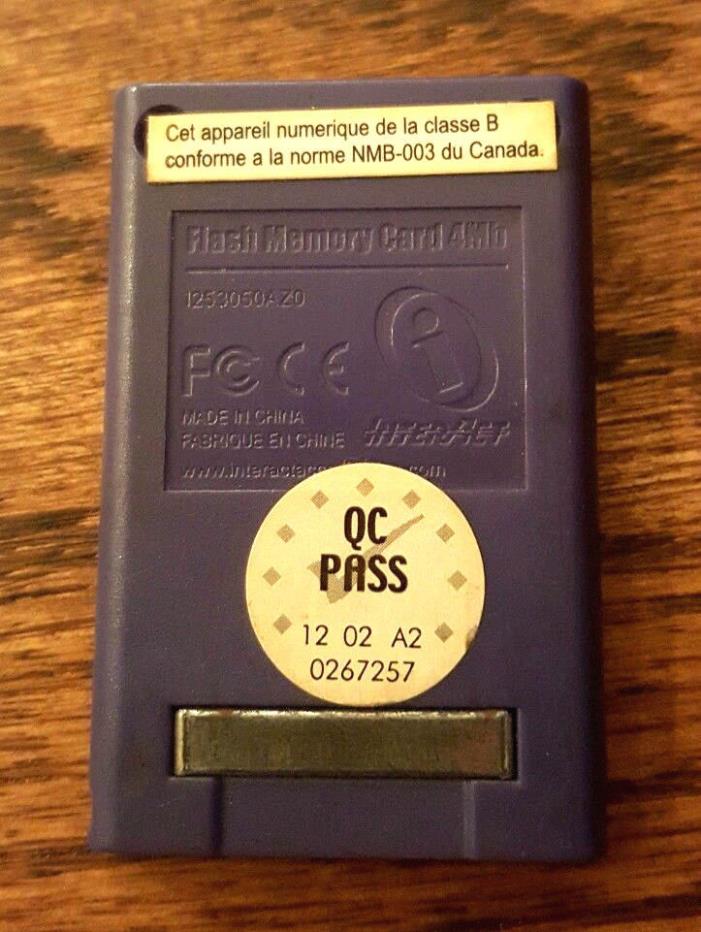 Cet appareil numerique de la classe B
conforme a la norme NMB-003 du Canada.
Flash Memory Card 4Mb
I253050AZ0
FC CE
MADE IN CHINA
FABRIQUE EN CHINE
INTERACT
QC
PASS
12 02 A2
0267257